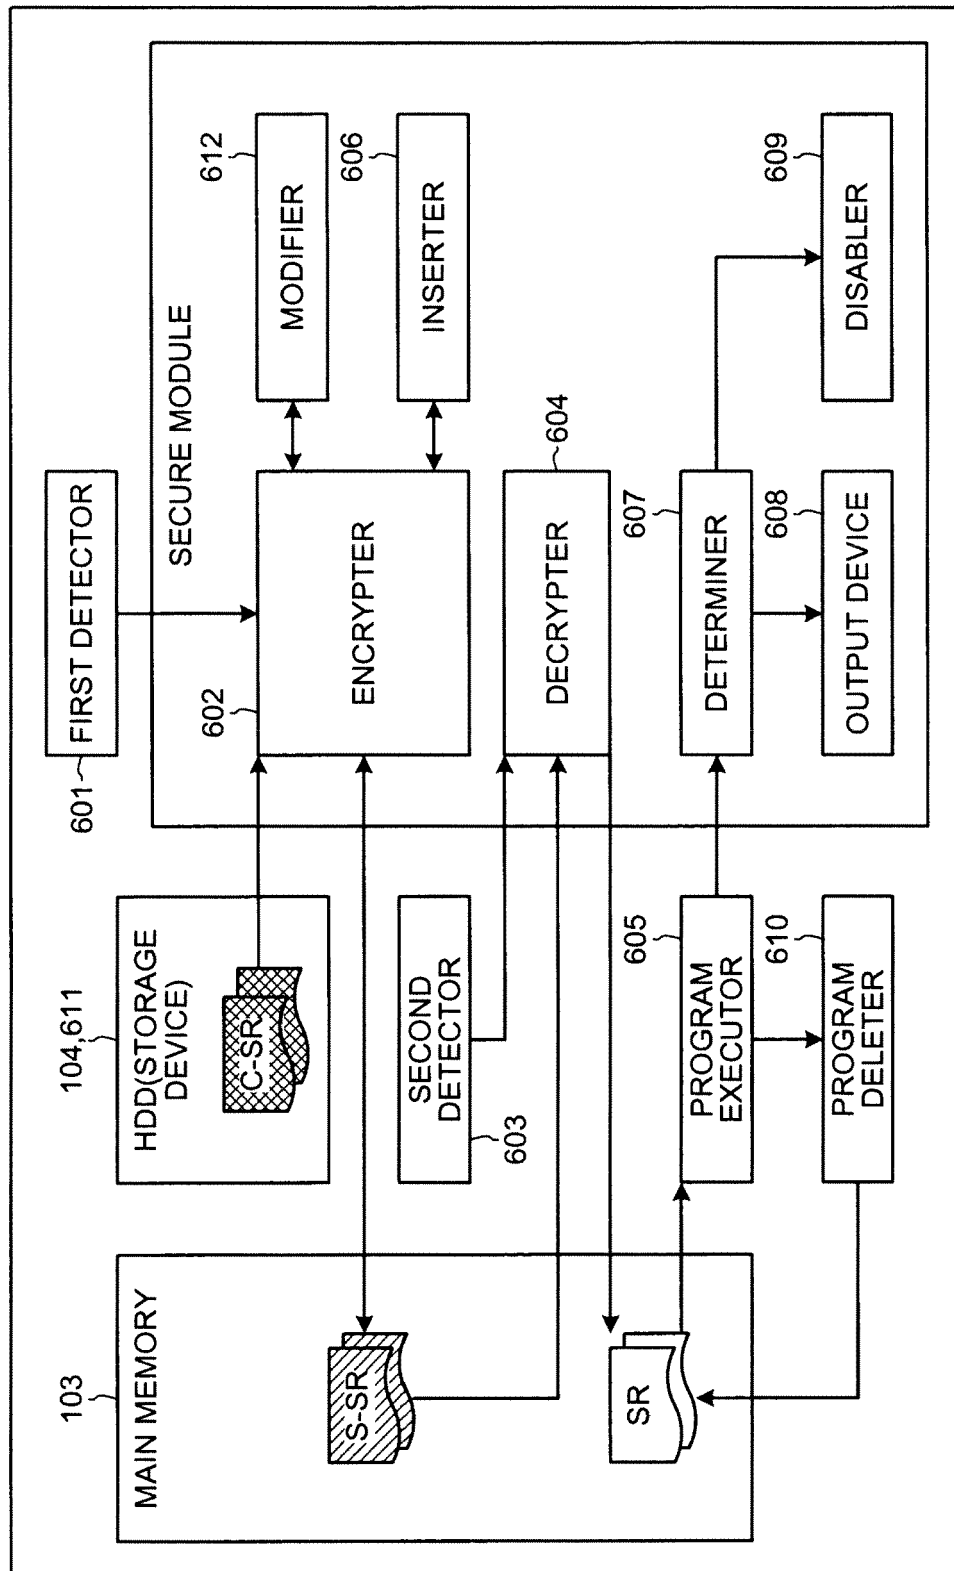 103
MAIN MEMORY
S-SR
SR
104,611
HDD(STORAGE
DEVICE)
C-SR
SECOND
DETECTOR
603
605
PROGRAM
EXECUTOR
610
PROGRAM
DELETER
601
FIRST DETECTOR
SECURE MODULE
602
ENCRYPTER
612
MODIFIER
606
INSERTER
604
DECRYPTER
607
DETERMINER
608
OUTPUT DEVICE
609
DISABLER